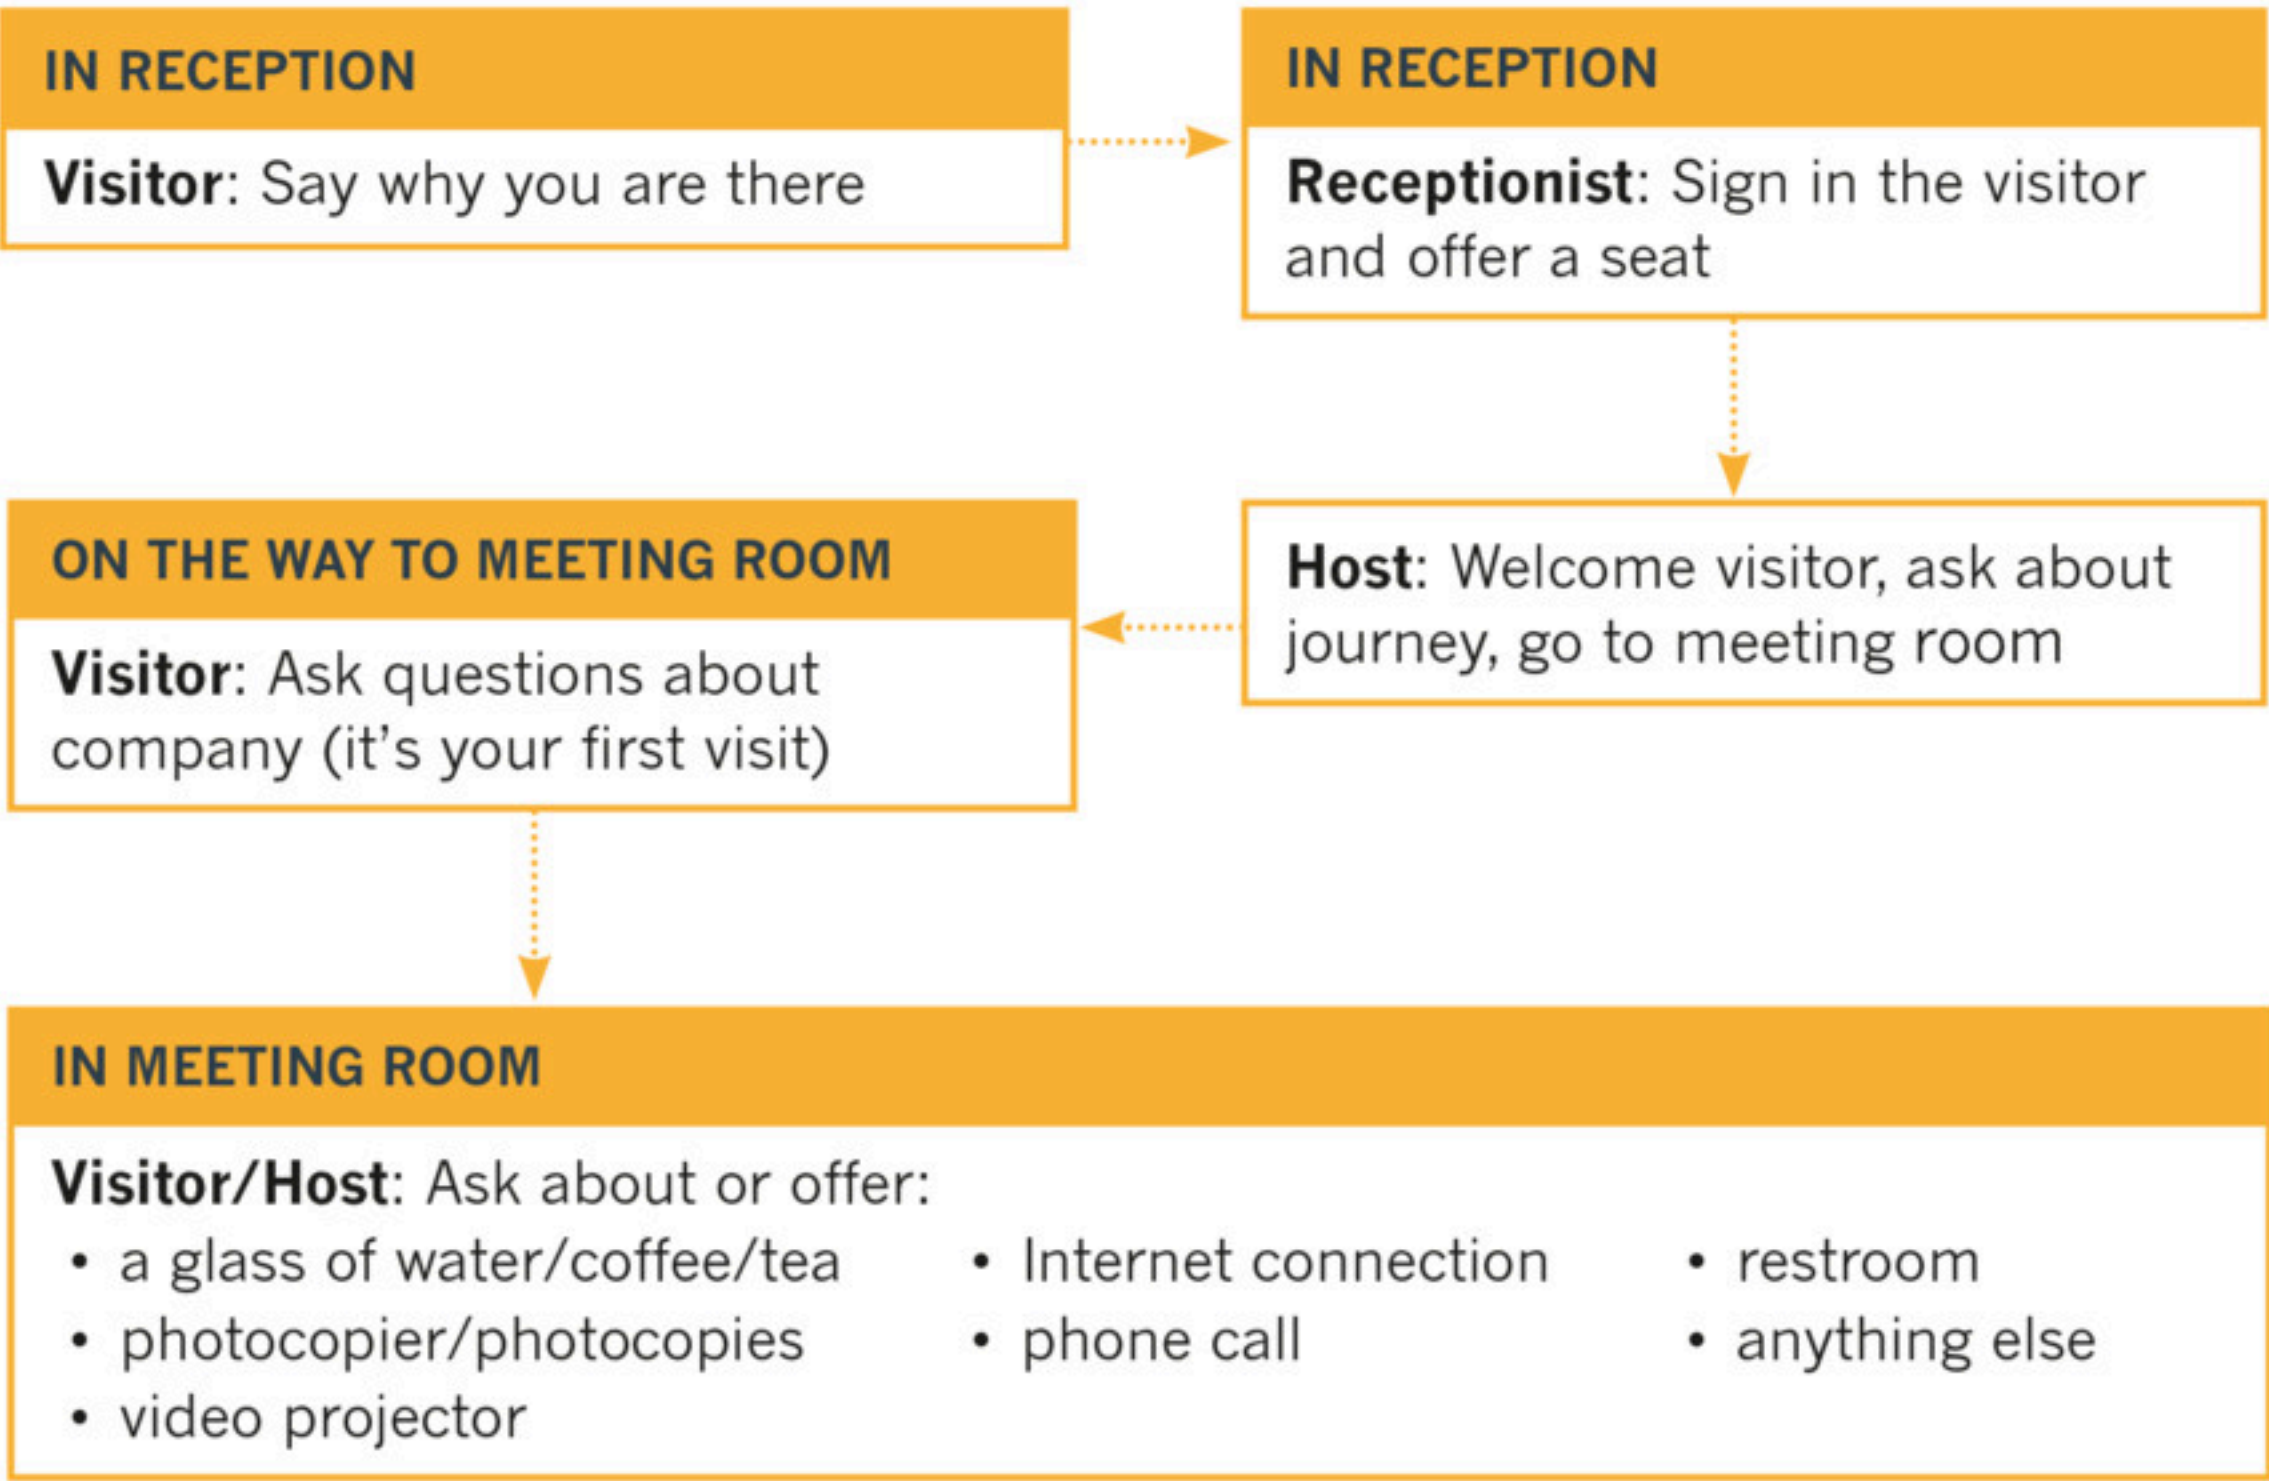 IN RECEPTION
Visitor: Say why you are there
IN RECEPTION
Receptionist: Sign in the visitor
and offer a seat
Host: Welcome visitor, ask about
journey, go to meeting room
ON THE WAY TO MEETING ROOM
Visitor: Ask questions about
company (it's your first visit)
IN MEETING ROOM
Visitor/Host: Ask about or offer:
• a glass of water/coffee/tea
• photocopier/photocopies
• video projector
• Internet connection
• phone call
• restroom
• anything else